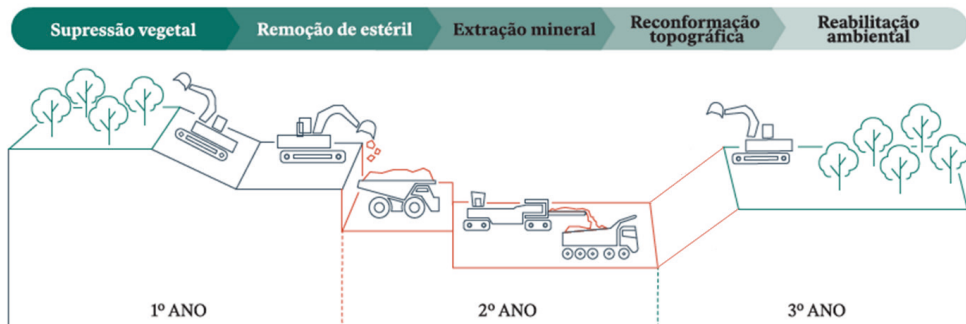 Supressão vegetal
Remoção de estéril
Extração mineral
Reconformação
topográfica
Reabilitação
ambiental
1º ANO
2º ANO
3º ANO